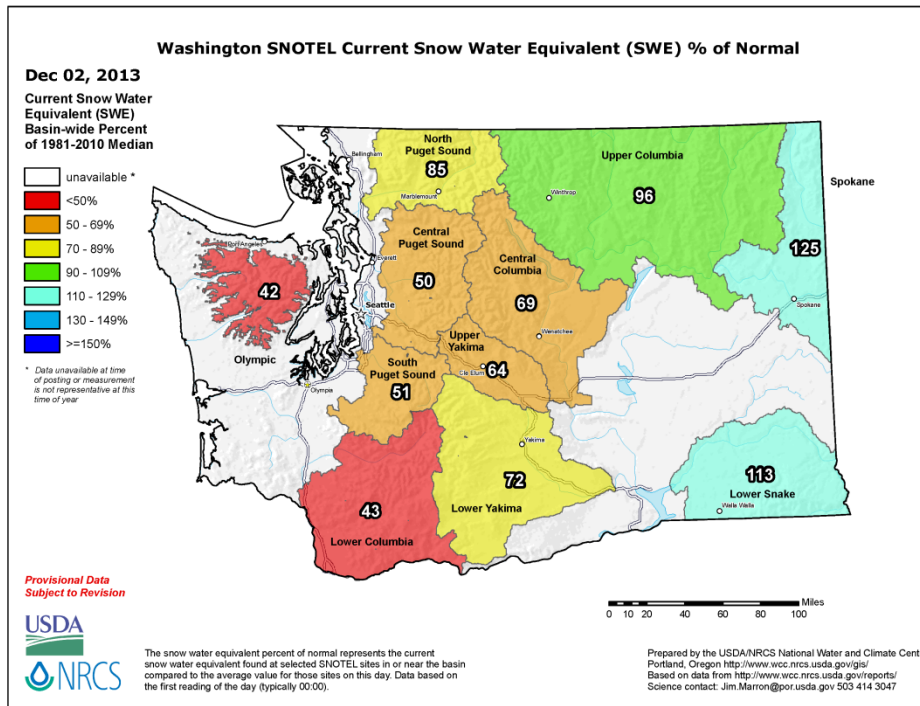 Washington SNOTEL Current Snow Water Equivalent (SWE) % of Normal
Dec 02, 2013
Current Snow Water
Equivalent (SWE)
Basin-wide Percent
of 1981-2010 Median
unavailable *
<50%
50 - 69%
70 - 89%
90 - 109%
110 - 129%
130 - 149%
>=150%
* Data unavailable at time
of posting or measurement
is not representative at this
time of year
North
Puget Sound
85
Bellingham
Marblemount
Upper Columbia
96
Winthrop
Spokane
125
Spokane
Central
Puget Sound
50
Everett
Seattle
Central
Columbia
69
Wenatchee
Port Angeles
42
Olympic
Olympia
Upper
Yakima
64
Cle Elum
South
Puget Sound
51
Yakima
72
Lower Yakima
43
Lower Columbia
113
Lower Snake
Walla Walla
Miles
0 10 20 40 60 80 100
Provisional Data
Subject to Revision
USDA
NRCS
The snow water equivalent percent of normal represents the current
snow water equivalent found at selected SNOTEL sites in or near the basin
compared to the average value for those sites on this day. Data based on
the first reading of the day (typically 00:00).
Prepared by the USDA/NRCS National Water and Climate Cent
Portland, Oregon http://www.wcc.nrcs.usda.gov/gis/
Based on data from http://www.wcc.nrcs.usda.gov/reports/
Science contact: Jim.Marron@por.usda.gov 503 414 3047